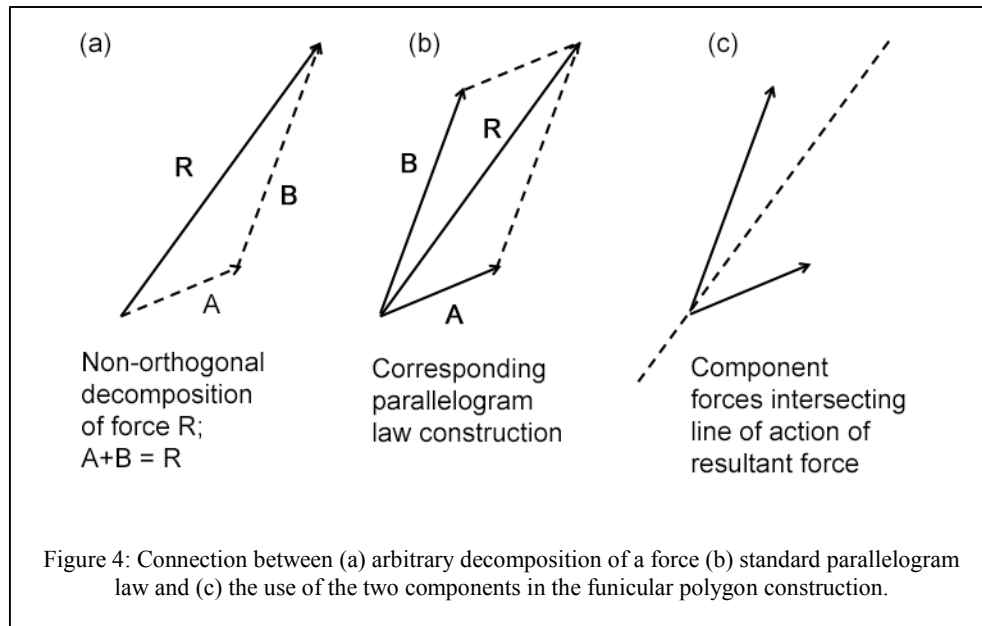 (a)
R
B
A
Non-orthogonal
decomposition
of force R;
A+B = R
(b)
B
R
A
Corresponding
parallelogram
law construction
(c)
Component
forces intersecting
line of action of
resultant force
Figure 4: Connection between (a) arbitrary decomposition of a force (b) standard parallelogram
law and (c) the use of the two components in the funicular polygon construction.